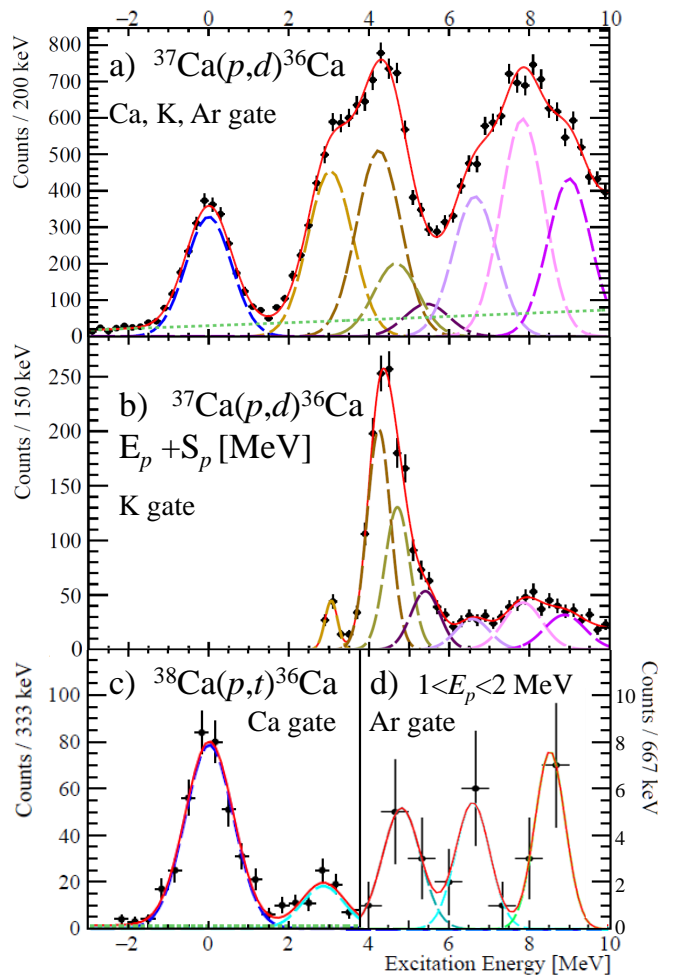 −2 0 2 4 6 8 10
800
700
600
500
400
300
200
100
0
Counts / 200 keV
a) ³⁷Ca(p,d)³⁶Ca
Ca, K, Ar gate
250
200
150
100
50
0
Counts / 150 keV
b) ³⁷Ca(p,d)³⁶Ca
E_p +S_p [MeV]
K gate
100
80
60
40
20
0
Counts / 333 keV
c) ³⁸Ca(p,t)³⁶Ca
Ca gate
d) 1<E_p<2 MeV
Ar gate
10
8
6
4
2
0
Counts / 667 keV
−2 0 2 4 6 8 10
Excitation Energy [MeV]